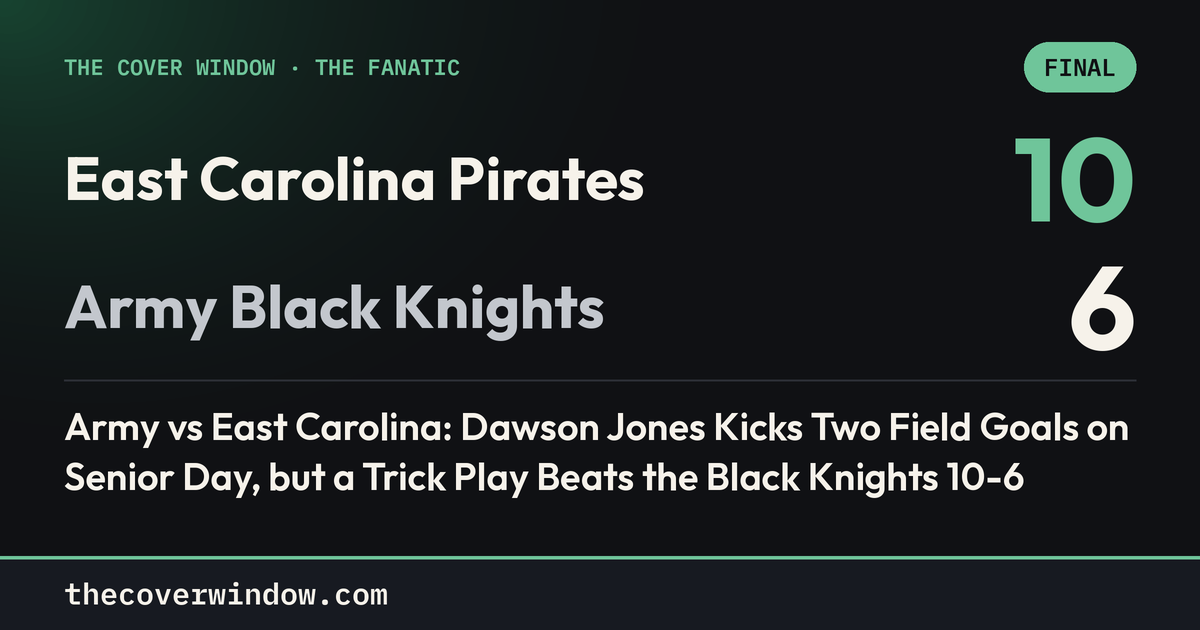 THE COVER WINDOW · THE FANATIC
FINAL
East Carolina Pirates
10
Army Black Knights
6
Army vs East Carolina: Dawson Jones Kicks Two Field Goals on
Senior Day, but a Trick Play Beats the Black Knights 10-6
thecoverwindow.com